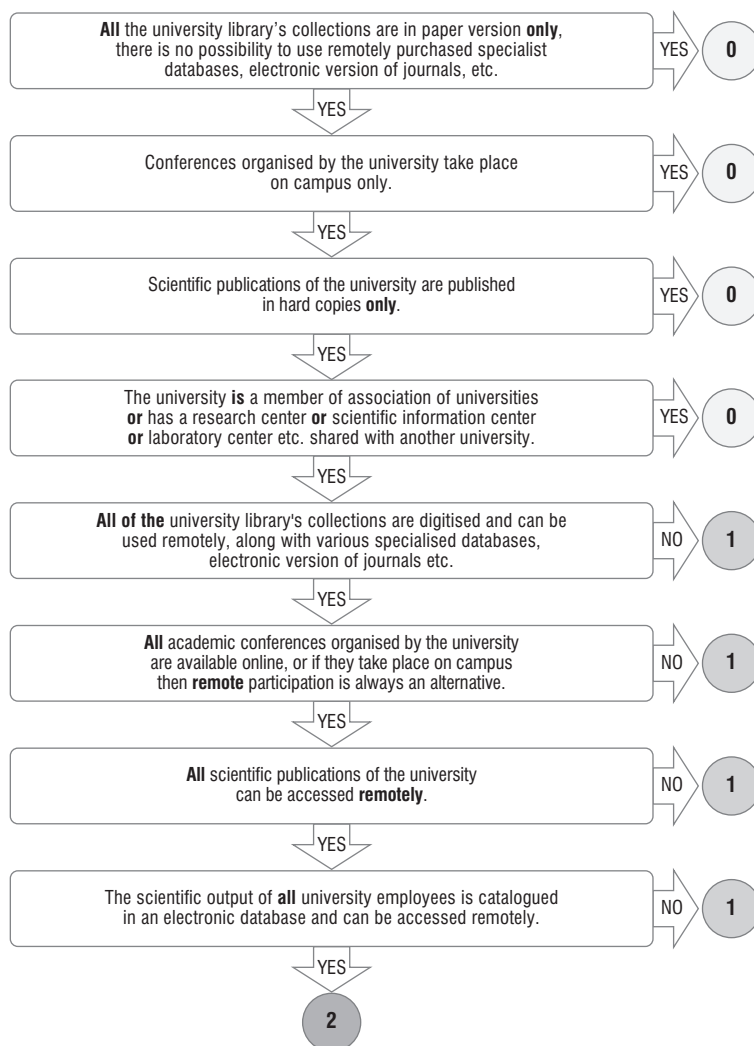 All the university library's collections are in paper version only,
there is no possibility to use remotely purchased specialist
databases, electronic version of journals, etc.
YES
0
YES
Conferences organised by the university take place
on campus only.
YES
0
YES
Scientific publications of the university are published
in hard copies only.
YES
0
YES
The university is a member of association of universities
or has a research center or scientific information center
or laboratory center etc. shared with another university.
YES
0
YES
All of the university library's collections are digitised and can be
used remotely, along with various specialised databases,
electronic version of journals etc.
NO
1
YES
All academic conferences organised by the university
are available online, or if they take place on campus
then remote participation is always an alternative.
NO
1
YES
All scientific publications of the university
can be accessed remotely.
NO
1
YES
The scientific output of all university employees is catalogued
in an electronic database and can be accessed remotely.
NO
1
YES
2